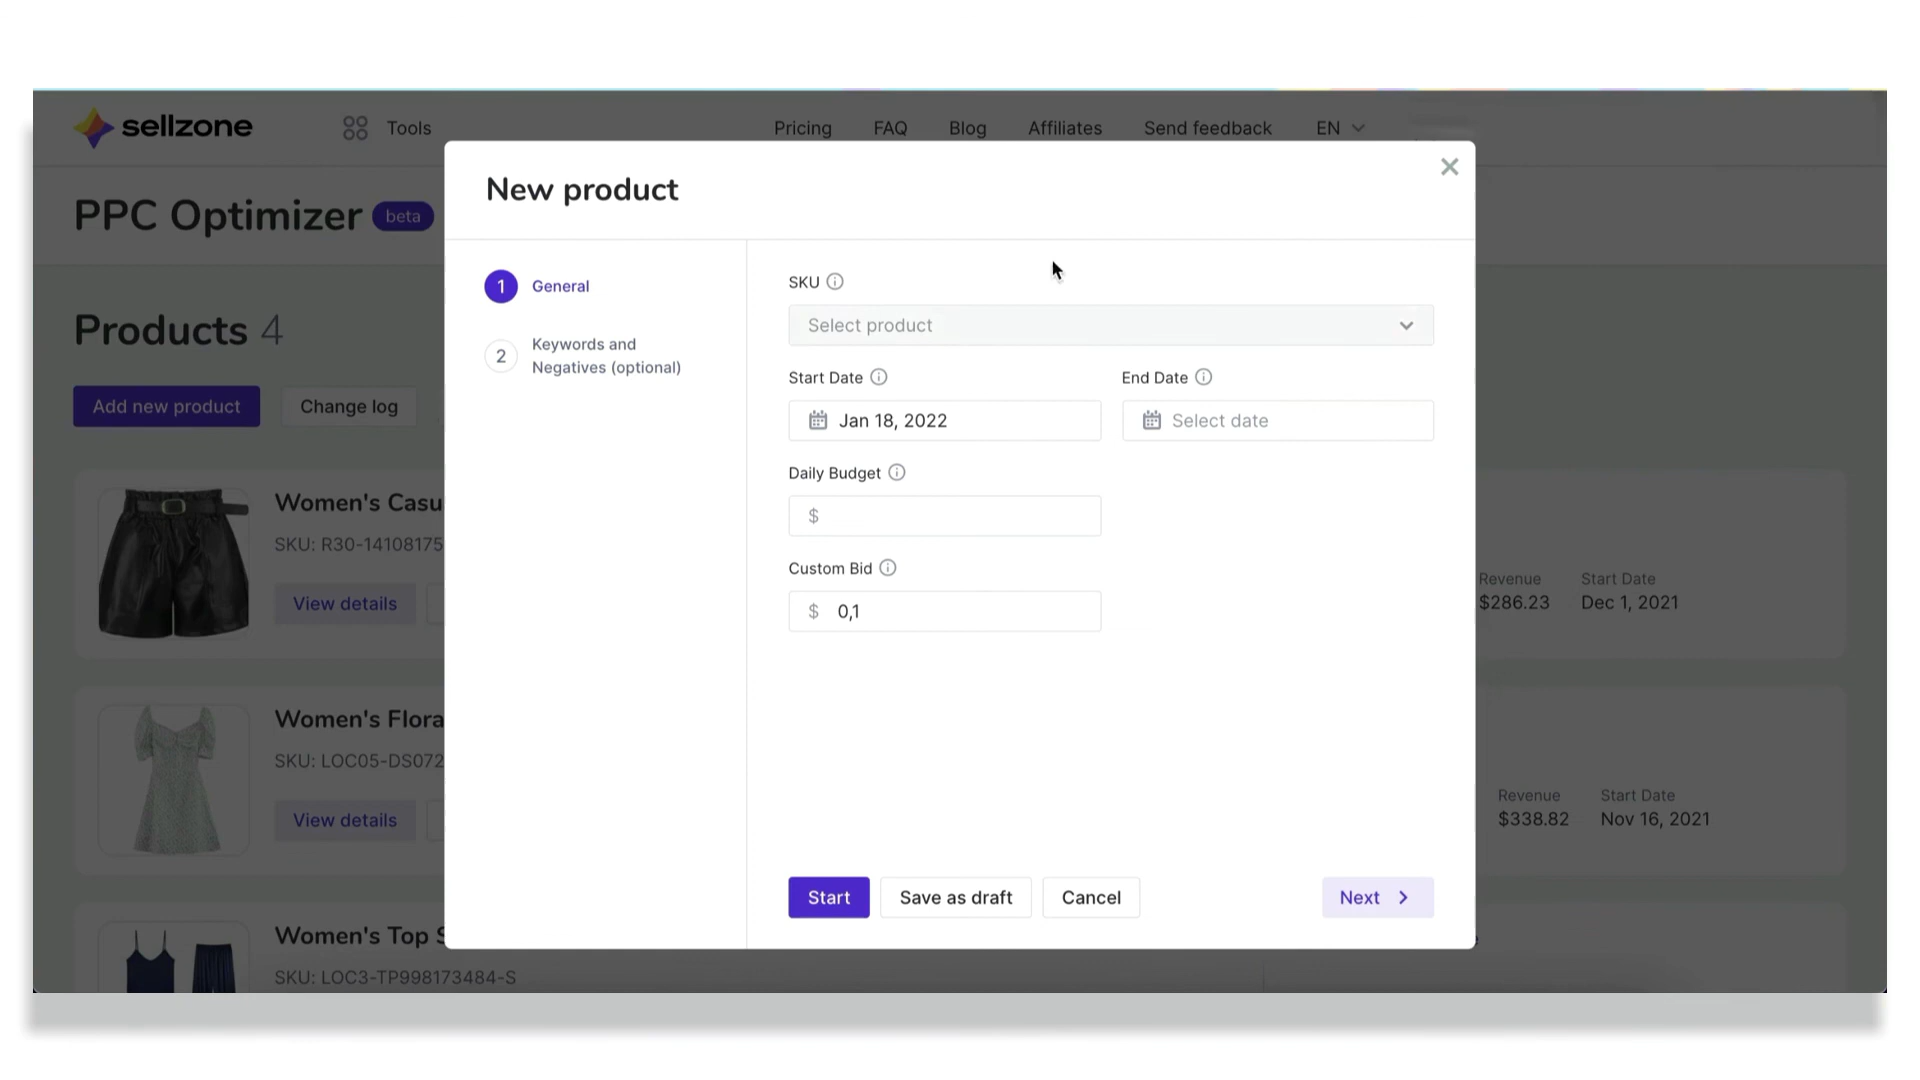 sellzone
Tools
Pricing
FAQ
Blog
Affiliates
Send feedback
EN
PPC Optimizer beta
Products 4
Add new product
Change log
Women's Casu
SKU: R30-14108175
View details
Revenue
$286.23
Start Date
Dec 1, 2021
Women's Flora
SKU: LOC05-DS072
View details
Revenue
$338.82
Start Date
Nov 16, 2021
Women's Top S
SKU: LOC3-TP998173484-S
New product
1 General
2 Keywords and
Negatives (optional)
SKU
Select product
Start Date
Jan 18, 2022
End Date
Select date
Daily Budget
$
Custom Bid
$ 0,1
Start
Save as draft
Cancel
Next